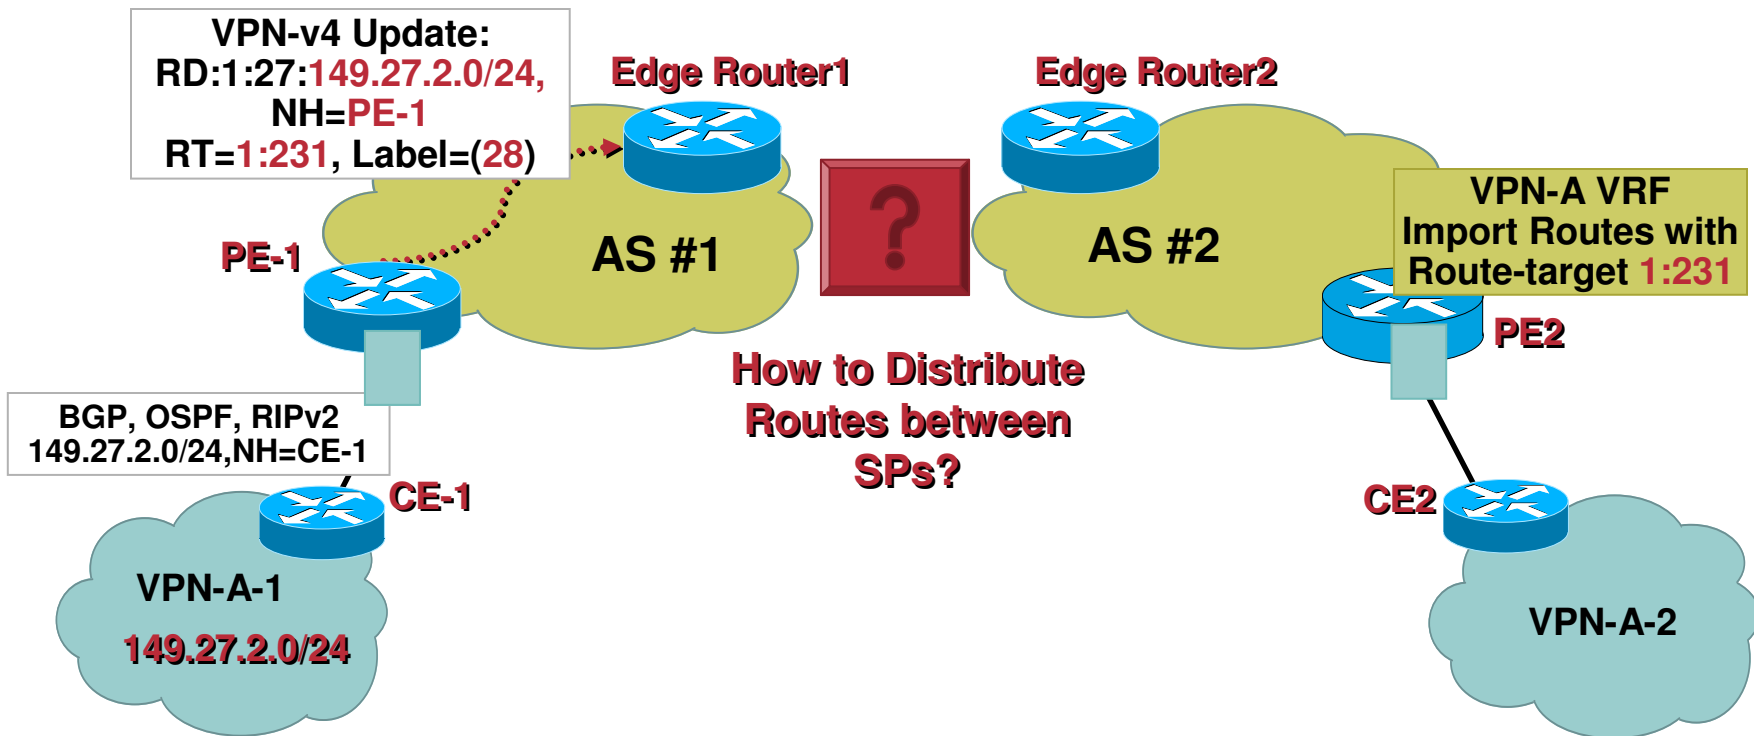 VPN-v4 Update:
RD:1:27:149.27.2.0/24,
NH=PE-1
RT=1:231, Label=(28)
Edge Router1
Edge Router2
VPN-A VRF
Import Routes with
Route-target 1:231
PE-1
AS #1
?
AS #2
PE2
How to Distribute
Routes between
SPs?
BGP, OSPF, RIPv2
149.27.2.0/24,NH=CE-1
CE-1
CE2
VPN-A-1
149.27.2.0/24
VPN-A-2